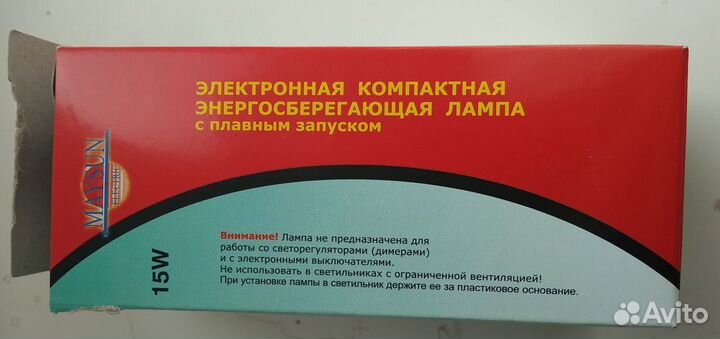 ЭЛЕКТРОННАЯ КОМПАКТНАЯ
ЭНЕРГОСБЕРЕГАЮЩАЯ ЛАМПА
с плавным запуском
MAYSUN
ELECTRIC
15W
Внимание! Лампа не предназначена для
работы со светорегуляторами (димерами)
и с электронными выключателями.
Не использовать в светильниках с ограниченной вентиляцией!
При установке лампы в светильник держите ее за пластиковое основание.
Avito